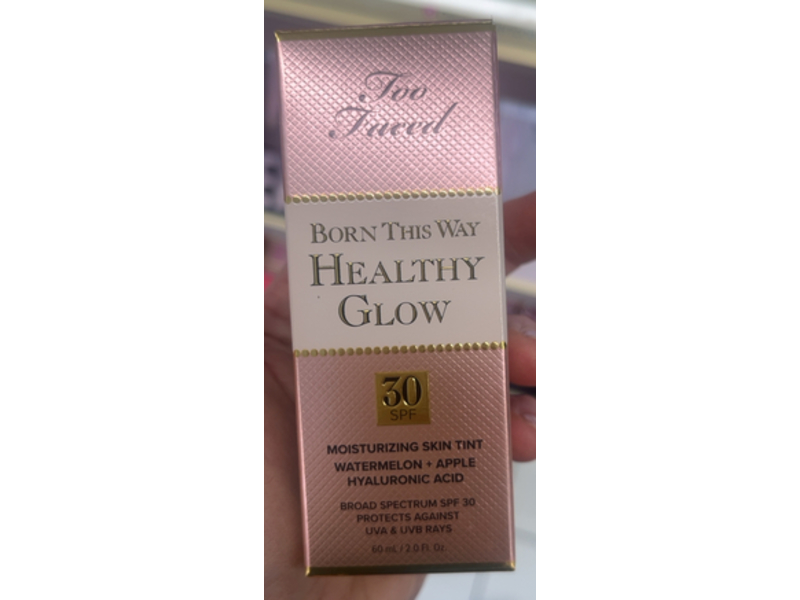 Too
Faced
BORN THIS WAY
HEALTHY
GLOW
30
SPF
MOISTURIZING SKIN TINT
WATERMELON + APPLE
HYALURONIC ACID
BROAD SPECTRUM SPF 30
PROTECTS AGAINST
UVA & UVB RAYS
60 mL / 2.0 Fl. Oz.